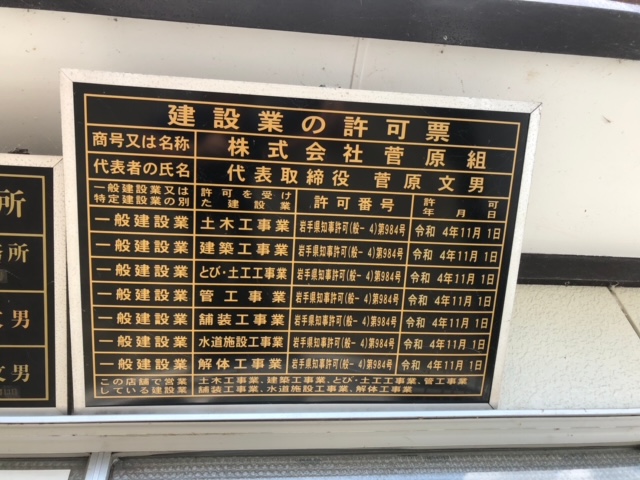 建設業の許可票
商号又は名称 株式会社菅原組
代表者の氏名 代表取締役 菅原文男
一般建設業又は特定建設業の別 許可を受けた建設業 許可番号 許可年月日
一般建設業 土木工事業 岩手県知事許可(般-4)第984号 令和4年11月1日
一般建設業 建築工事業 岩手県知事許可(般-4)第984号 令和4年11月1日
一般建設業 とび・土工工事業 岩手県知事許可(般-4)第984号 令和4年11月1日
一般建設業 管工事業 岩手県知事許可(般-4)第984号 令和4年11月1日
一般建設業 舗装工事業 岩手県知事許可(般-4)第984号 令和4年11月1日
一般建設業 水道施設工事業 岩手県知事許可(般-4)第984号 令和4年11月1日
一般建設業 解体工事業 岩手県知事許可(般-4)第984号 令和4年11月1日
この店舗で営業している建設業 土木工事業、建築工事業、とび・土工工事業、管工事業
舗装工事業、水道施設工事業、解体工事業
所
務所
文男
文男